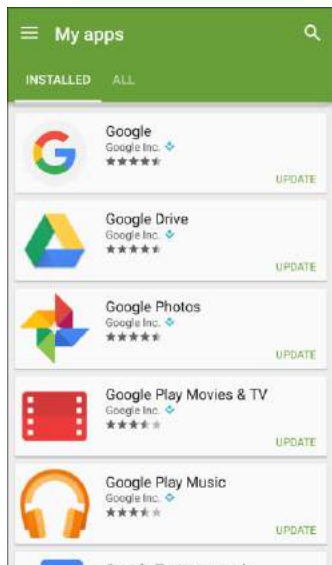 My apps
INSTALLED ALL
Google
Google Inc.
UPDATE
Google Drive
Google Inc.
UPDATE
Google Photos
Google Inc.
UPDATE
Google Play Movies & TV
Google Inc.
UPDATE
Google Play Music
Google Inc.
UPDATE